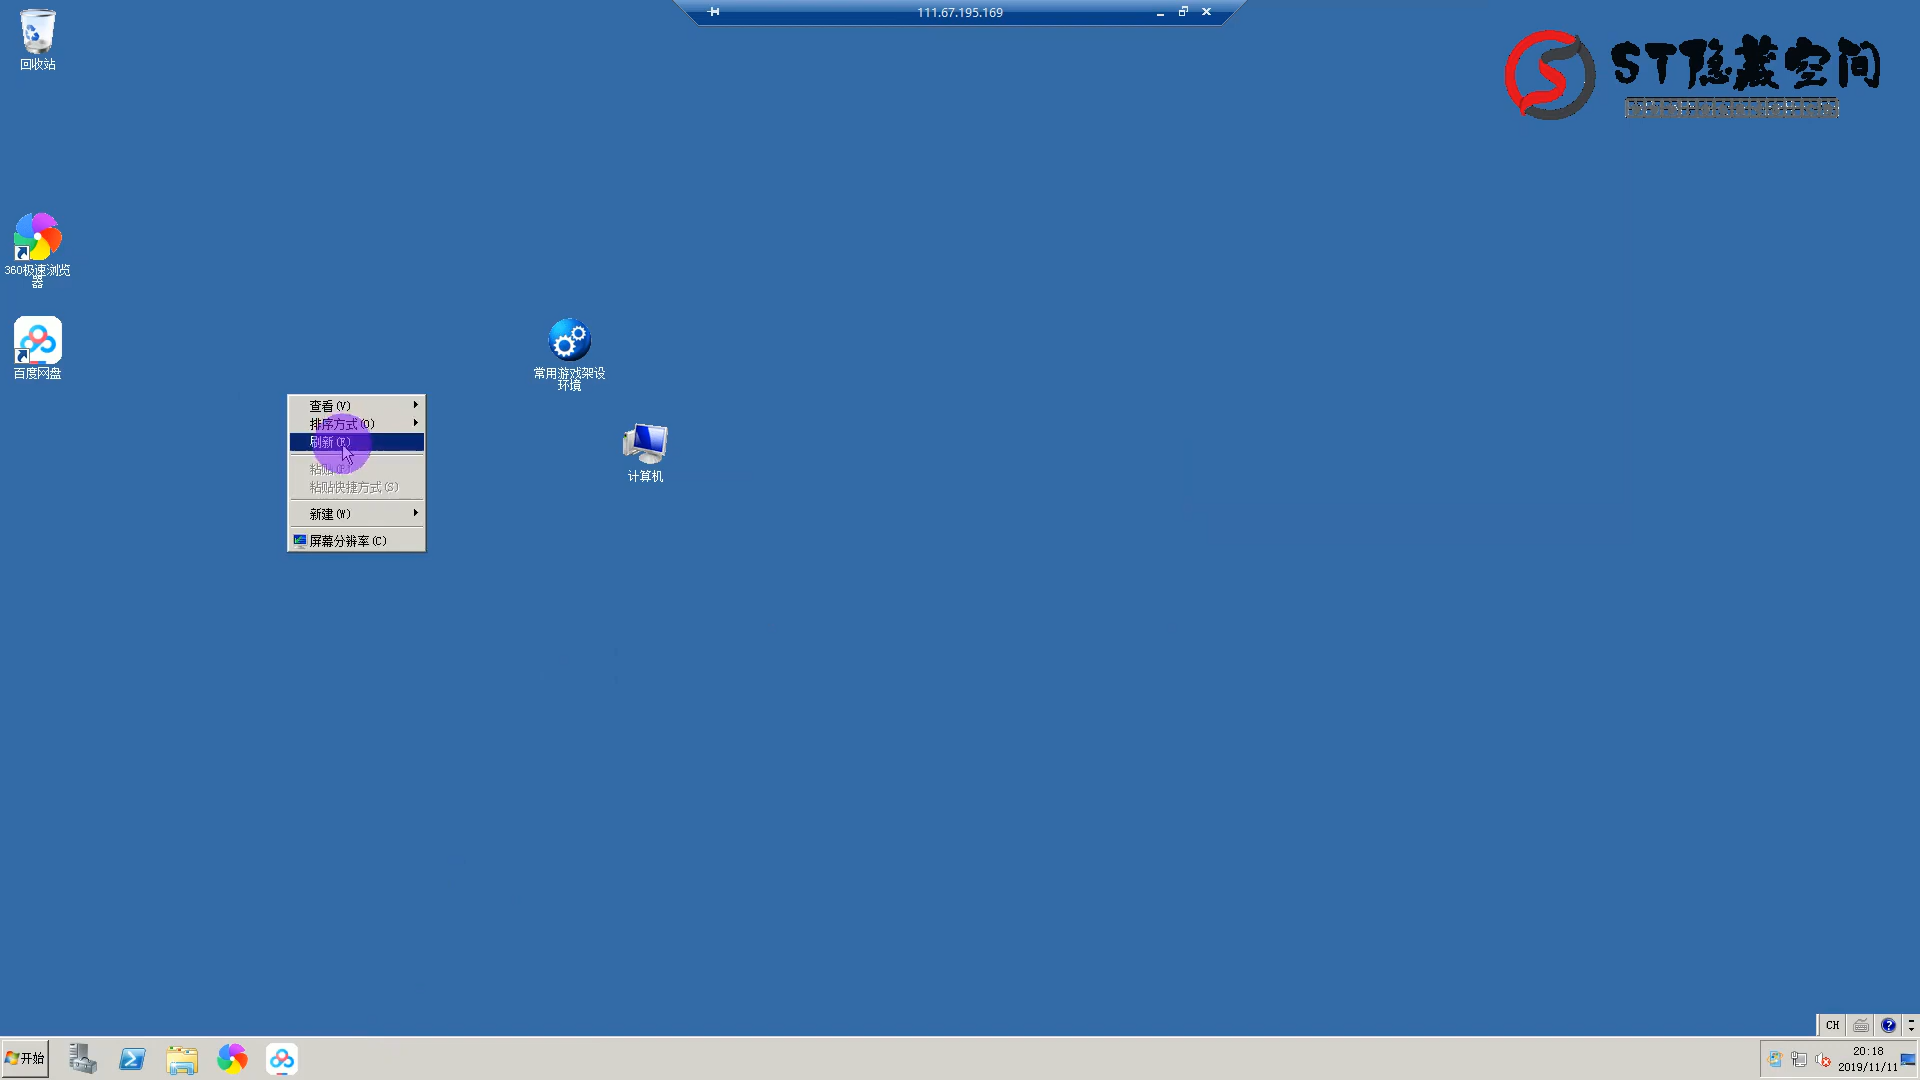 111.67.195.169
ST隐藏空间
回收站
360极速浏览
器
百度网盘
常用游戏架设
环境
计算机
查看(V)
排序方式(O)
刷新(E)
粘贴(P)
粘贴快捷方式(S)
新建(W)
屏幕分辨率(C)
CH
开始
20:18
2019/11/11